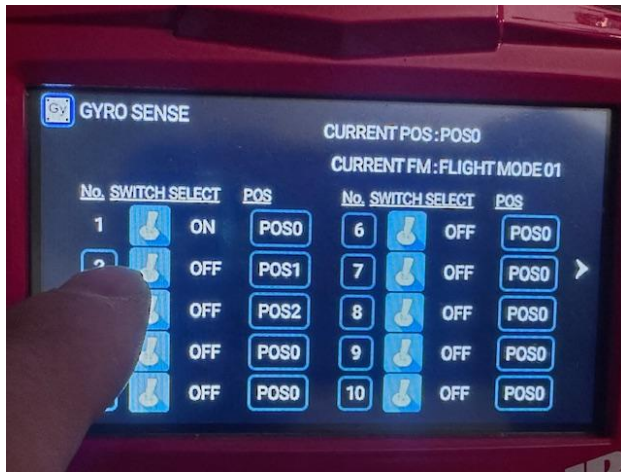 Gy GYRO SENSE
CURRENT POS:POS0
CURRENT FM:FLIGHT MODE 01
No. SWITCH SELECT POS No. SWITCH SELECT POS
1 ON POS0 6 OFF POS0
2 OFF POS1 7 OFF POS0
OFF POS2 8 OFF POS0
OFF POS0 9 OFF POS0
OFF POS0 10 OFF POS0